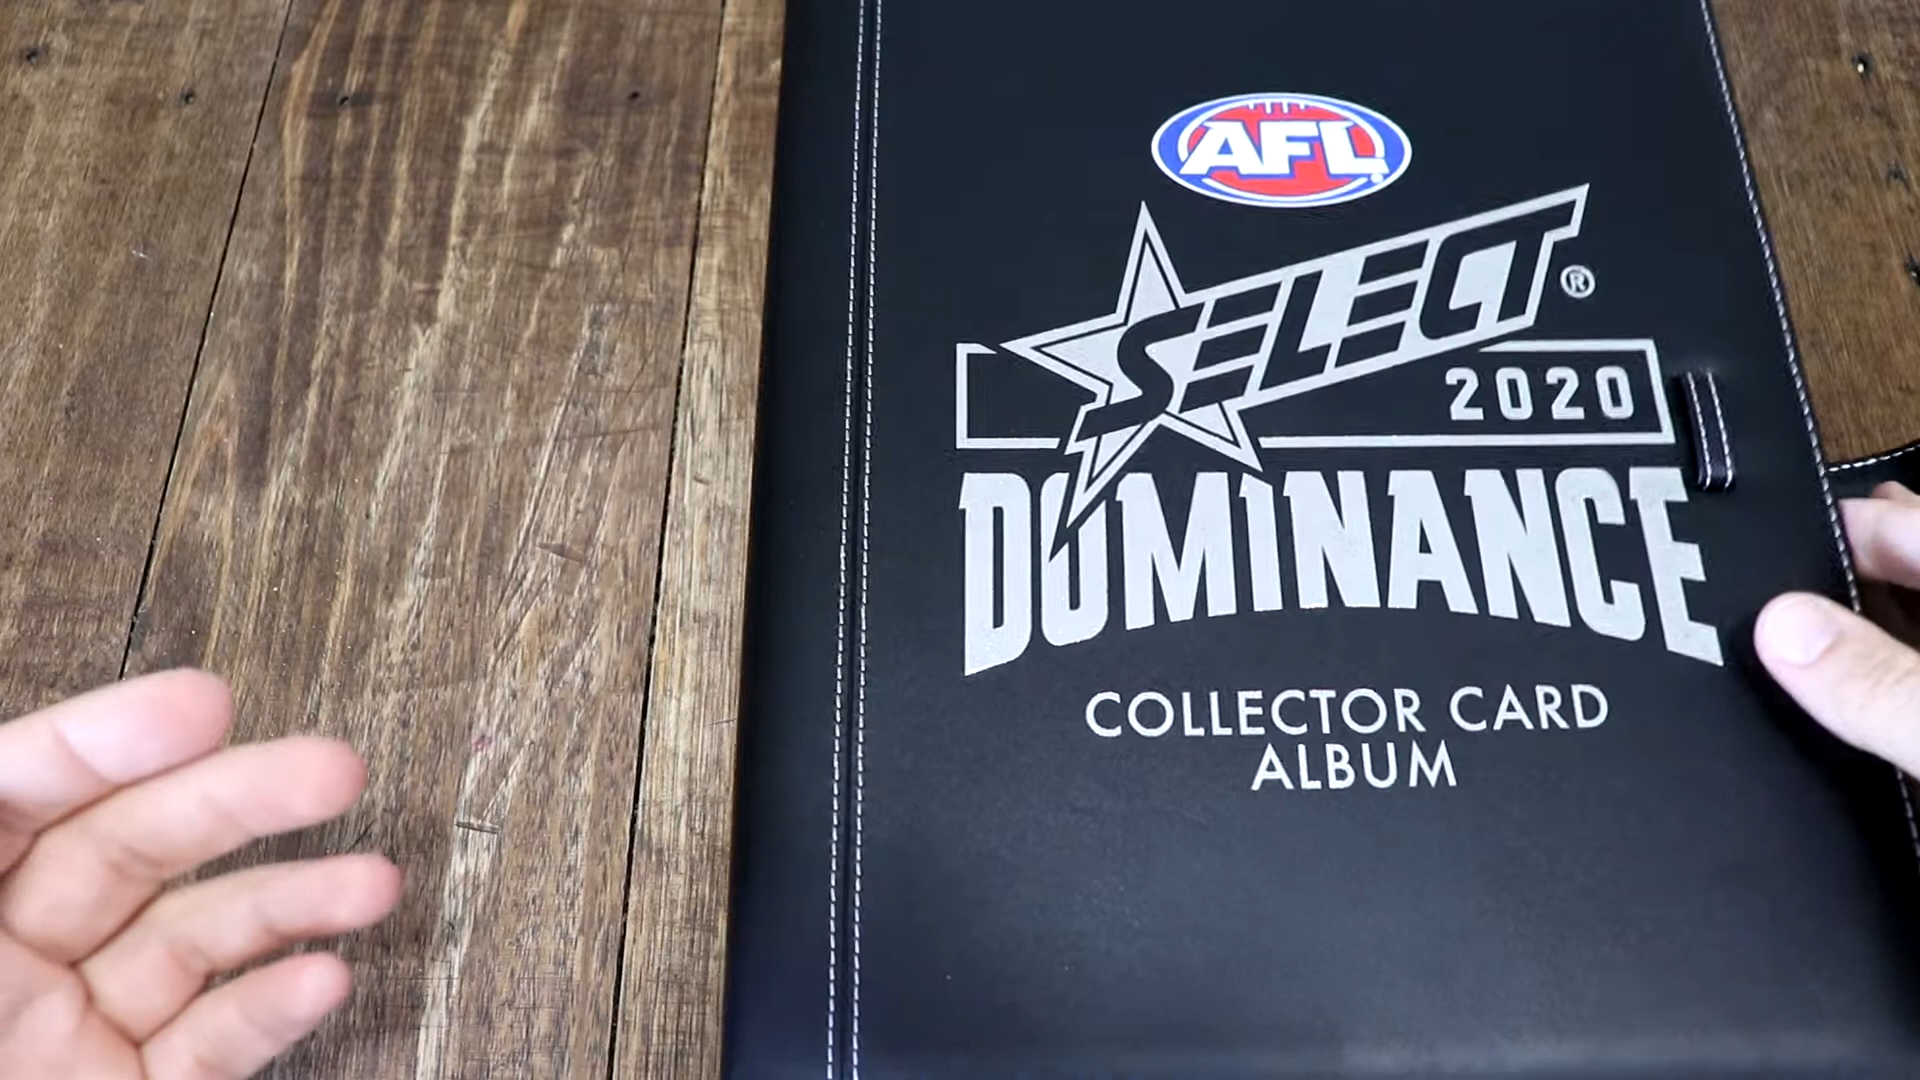 AFL
SELECT®
2020
DOMINANCE
COLLECTOR CARD
ALBUM